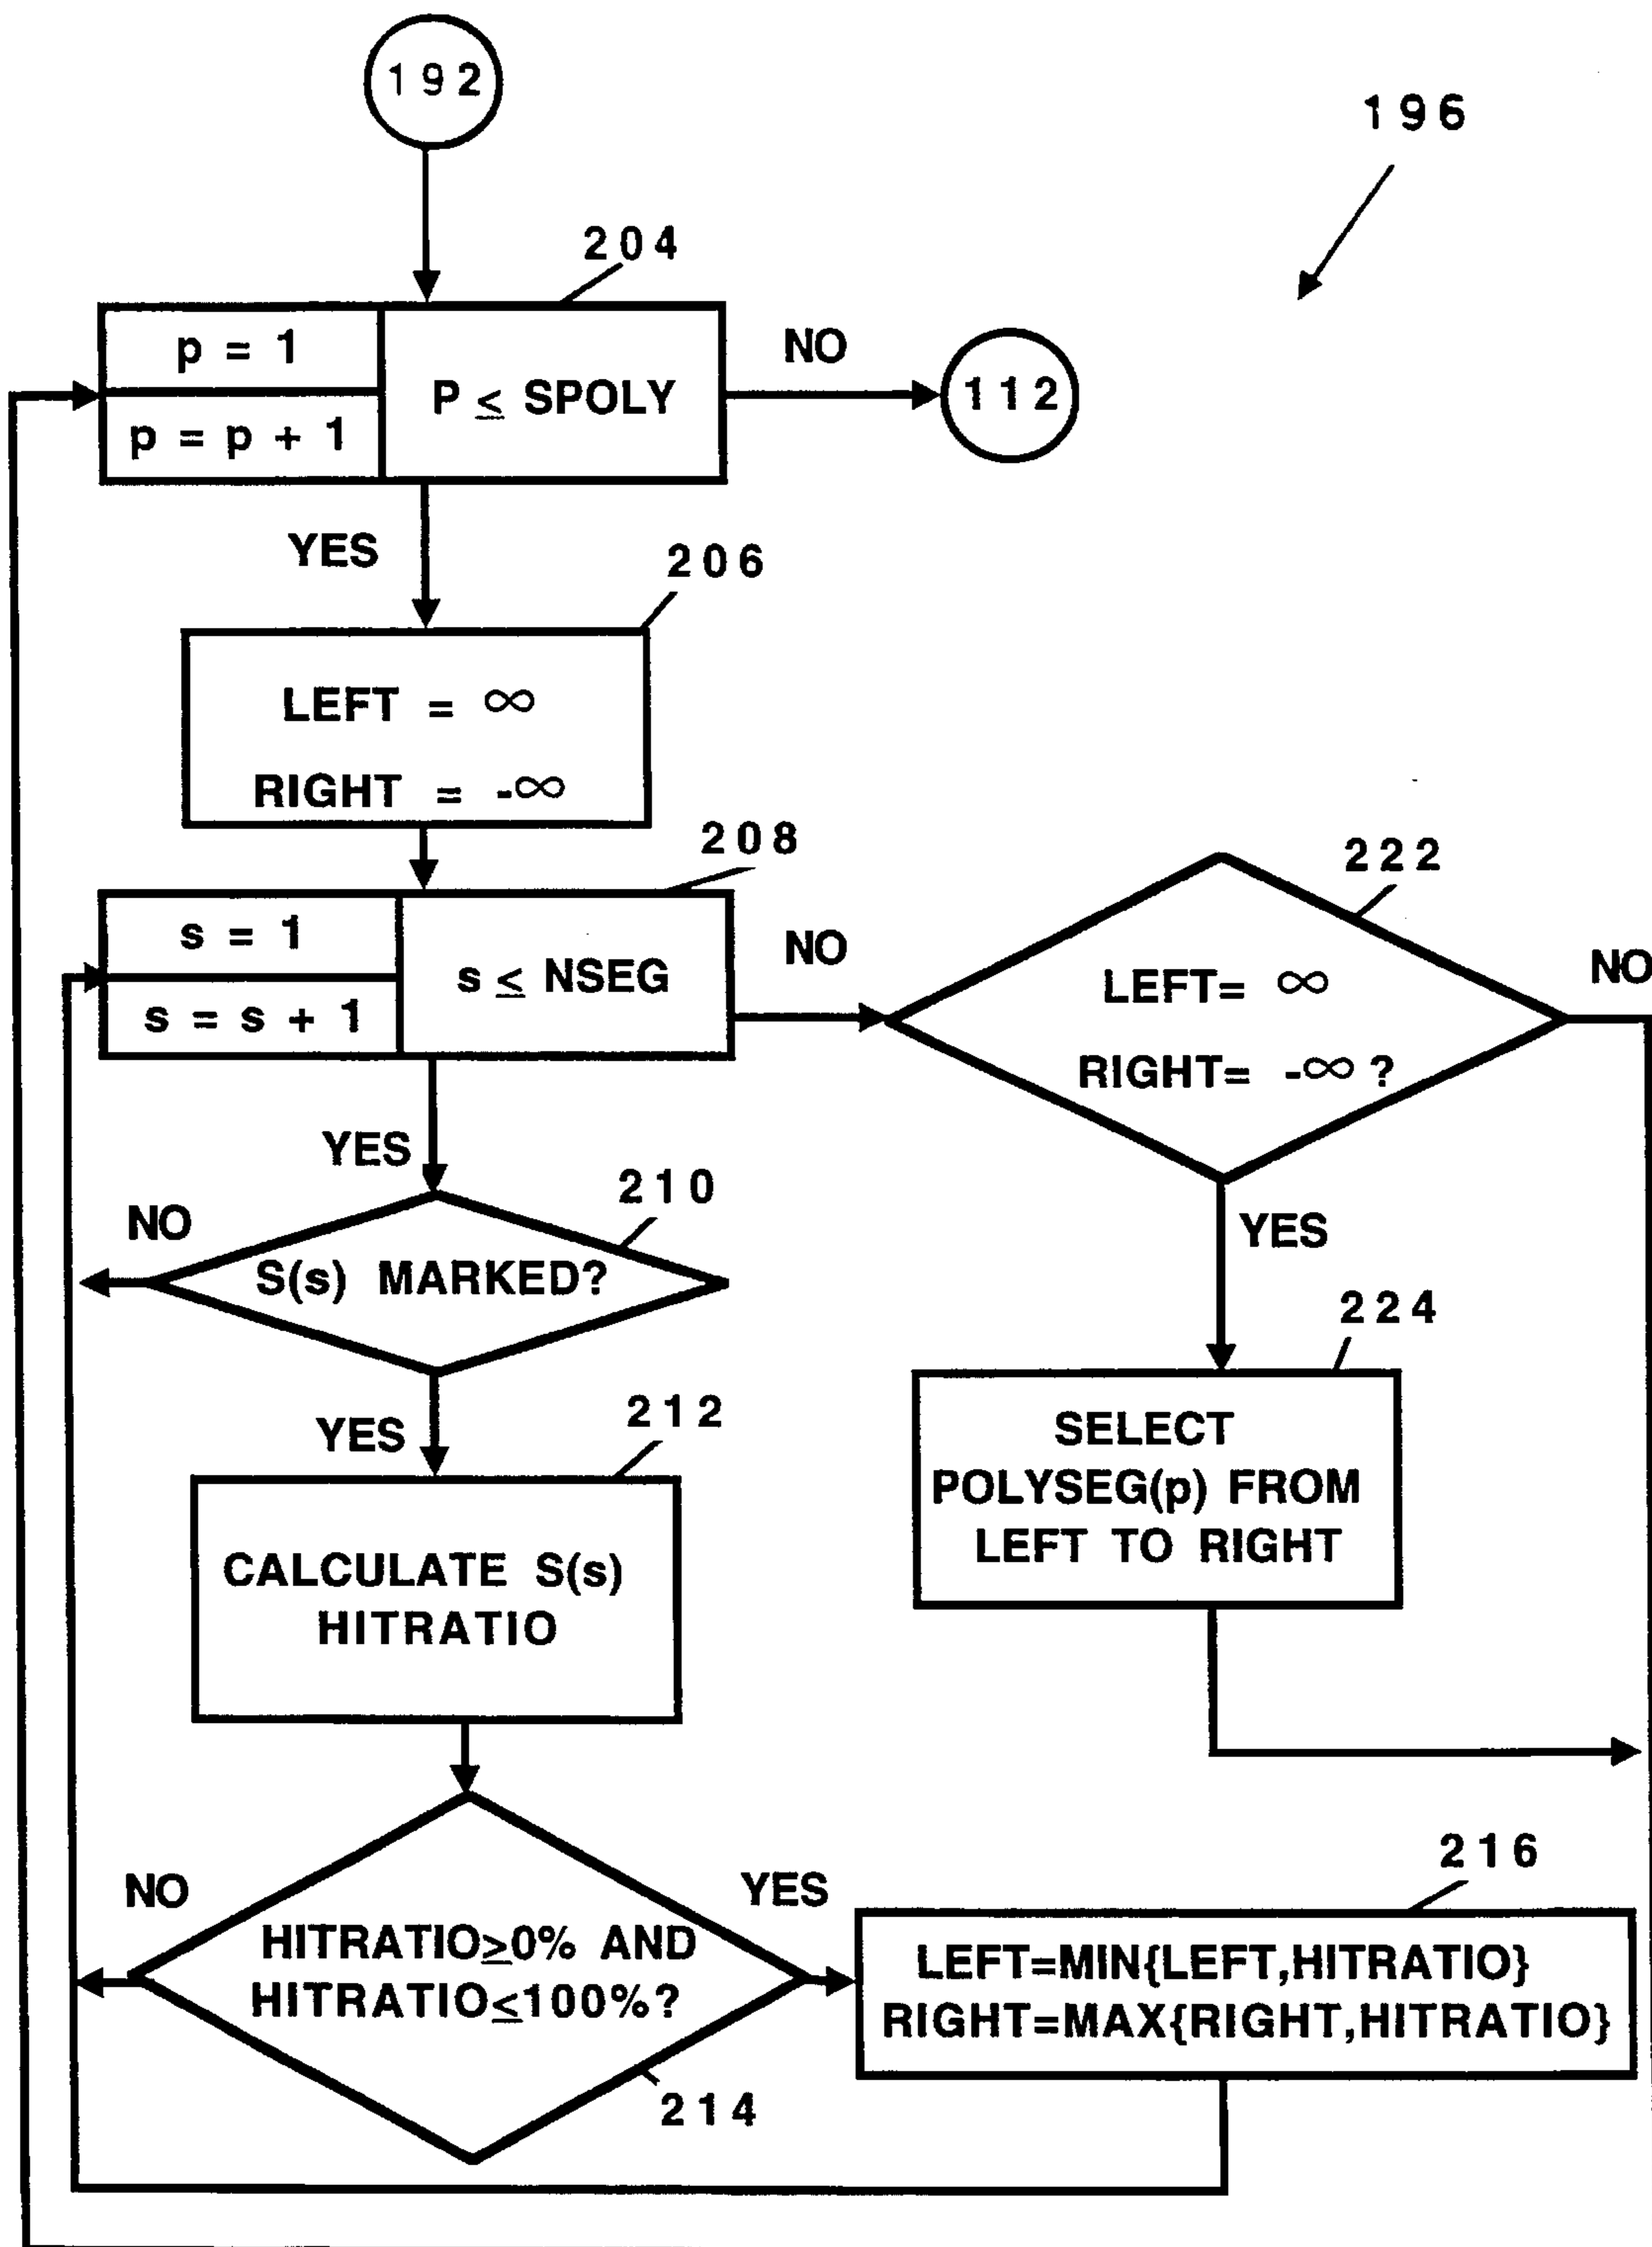 192
196
204
p = 1
p = p + 1
P ≤ SPOLY
NO
112
YES
206
LEFT = ∞
RIGHT = -∞
208
s = 1
s = s + 1
s ≤ NSEG
NO
222
LEFT= ∞
RIGHT= -∞ ?
NO
YES
YES
210
NO
S(s) MARKED?
224
SELECT
POLYSEG(p) FROM
LEFT TO RIGHT
YES
212
CALCULATE S(s)
HITRATIO
NO
YES
HITRATIO≥0% AND
HITRATIO≤100%?
214
216
LEFT=MIN{LEFT,HITRATIO}
RIGHT=MAX{RIGHT,HITRATIO}